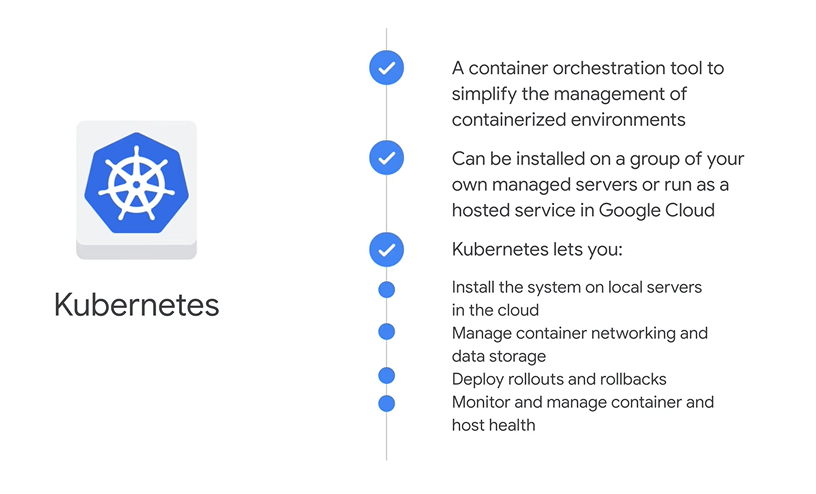 Kubernetes
A container orchestration tool to
simplify the management of
containerized environments
Can be installed on a group of your
own managed servers or run as a
hosted service in Google Cloud
Kubernetes lets you:
Install the system on local servers
in the cloud
Manage container networking and
data storage
Deploy rollouts and rollbacks
Monitor and manage container and
host health